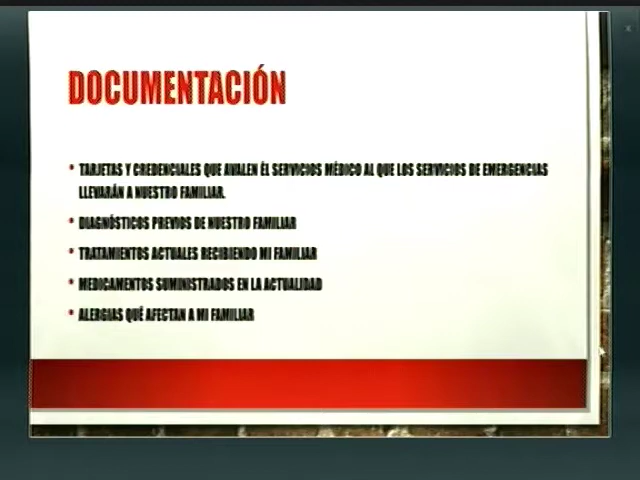 DOCUMENTACIÓN
• TARJETAS Y CREDENCIALES QUE AVALEN ÉL SERVICIOS MÉDICO AL QUE LOS SERVICIOS DE EMERGENCIAS
LLEVARÁN A NUESTRO FAMILIAR.
• DIAGNÓSTICOS PREVIOS DE NUESTRO FAMILIAR
• TRATAMIENTOS ACTUALES RECIBIENDO MI FAMILIAR
• MEDICAMENTOS SUMINISTRADOS EN LA ACTUALIDAD
• ALERGIAS QUÉ AFECTAN A MI FAMILIAR